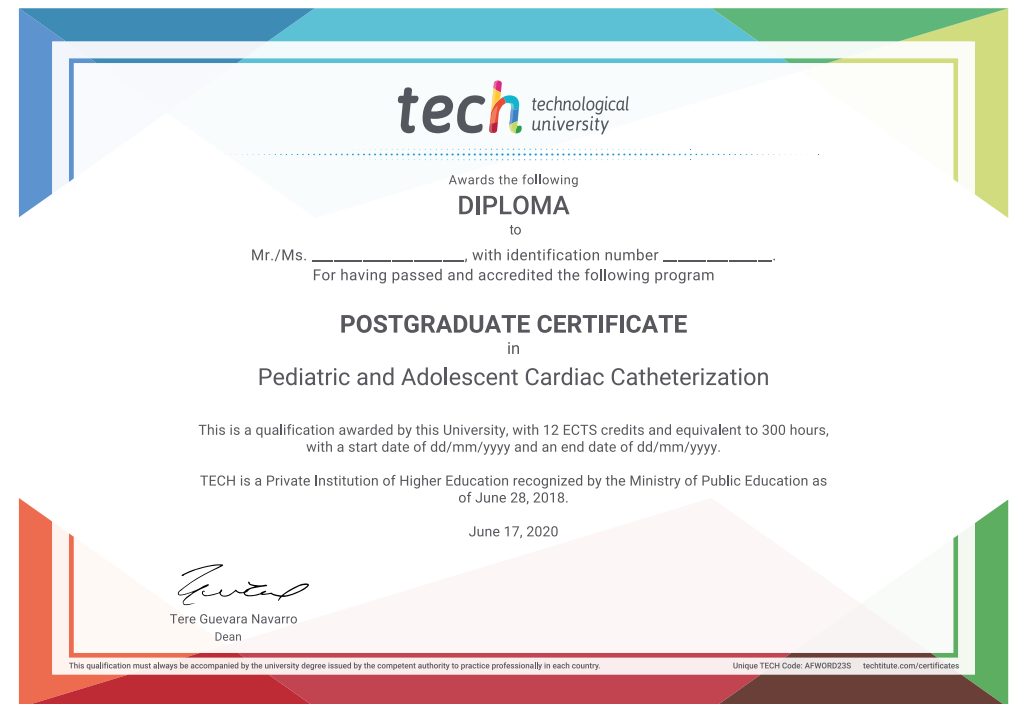 tech technological
university
Awards the following
DIPLOMA
to
Mr./Ms. ________________, with identification number ____________.
For having passed and accredited the following program
POSTGRADUATE CERTIFICATE
in
Pediatric and Adolescent Cardiac Catheterization
This is a qualification awarded by this University, with 12 ECTS credits and equivalent to 300 hours,
with a start date of dd/mm/yyyy and an end date of dd/mm/yyyy.
TECH is a Private Institution of Higher Education recognized by the Ministry of Public Education as
of June 28, 2018.
June 17, 2020
Tere Guevara Navarro
Dean
This qualification must always be accompanied by the university degree issued by the competent authority to practice professionally in each country.
Unique TECH Code: AFWORD23S techtitute.com/certificates